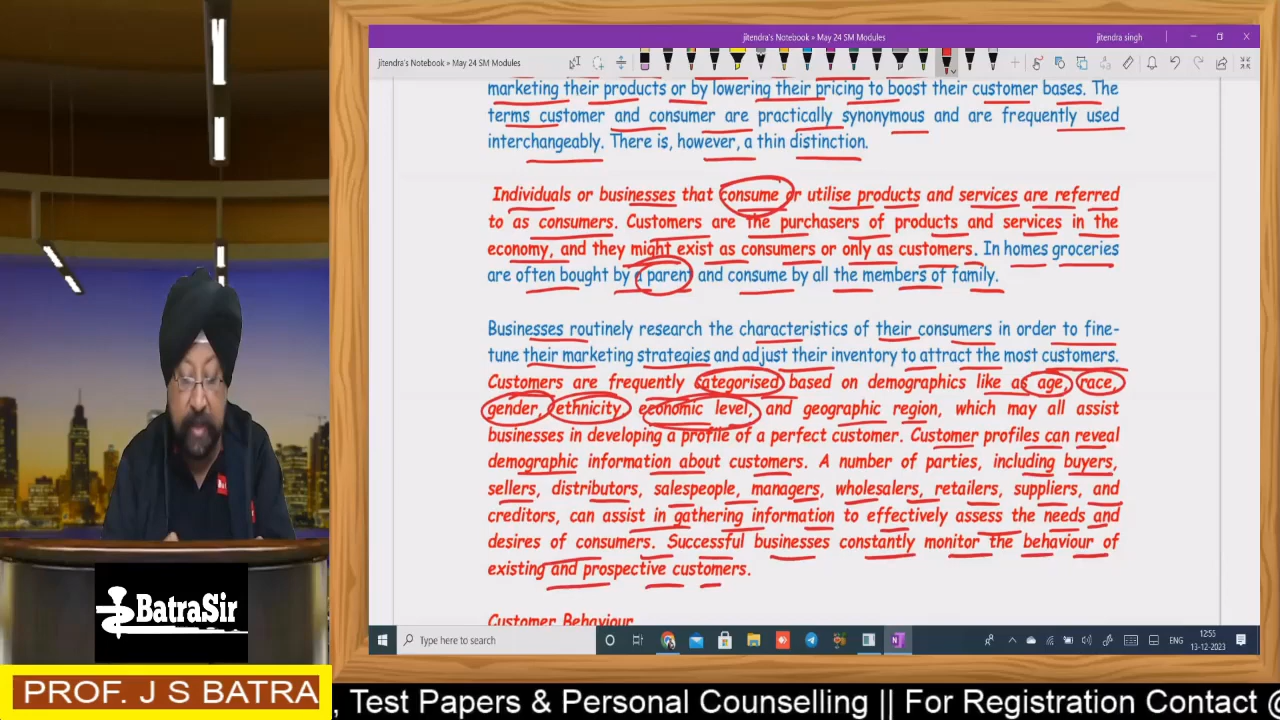 jitendra's Notebook » May 24 SM Modules
jitendra singh
jitendra's Notebook » May 24 SM Modules
marketing their products or by lowering their pricing to boost their customer bases. The
terms customer and consumer are practically synonymous and are frequently used
interchangeably. There is, however, a thin distinction.
Individuals or businesses that consume or utilise products and services are referred
to as consumers. Customers are the purchasers of products and services in the
economy, and they might exist as consumers or only as customers. In homes groceries
are often bought by a parent and consume by all the members of family.
Businesses routinely research the characteristics of their consumers in order to fine-
tune their marketing strategies and adjust their inventory to attract the most customers.
Customers are frequently categorised based on demographics like as age, race,
gender, ethnicity, economic level, and geographic region, which may all assist
businesses in developing a profile of a perfect customer. Customer profiles can reveal
demographic information about customers. A number of parties, including buyers,
sellers, distributors, salespeople, managers, wholesalers, retailers, suppliers, and
creditors, can assist in gathering information to effectively assess the needs and
desires of consumers. Successful businesses constantly monitor the behaviour of
existing and prospective customers.
Customer Behaviour
BatraSir
Type here to search
ENG
12:55
13-12-2023
PROF. J S BATRA
, Test Papers & Personal Counselling || For Registration Contact @